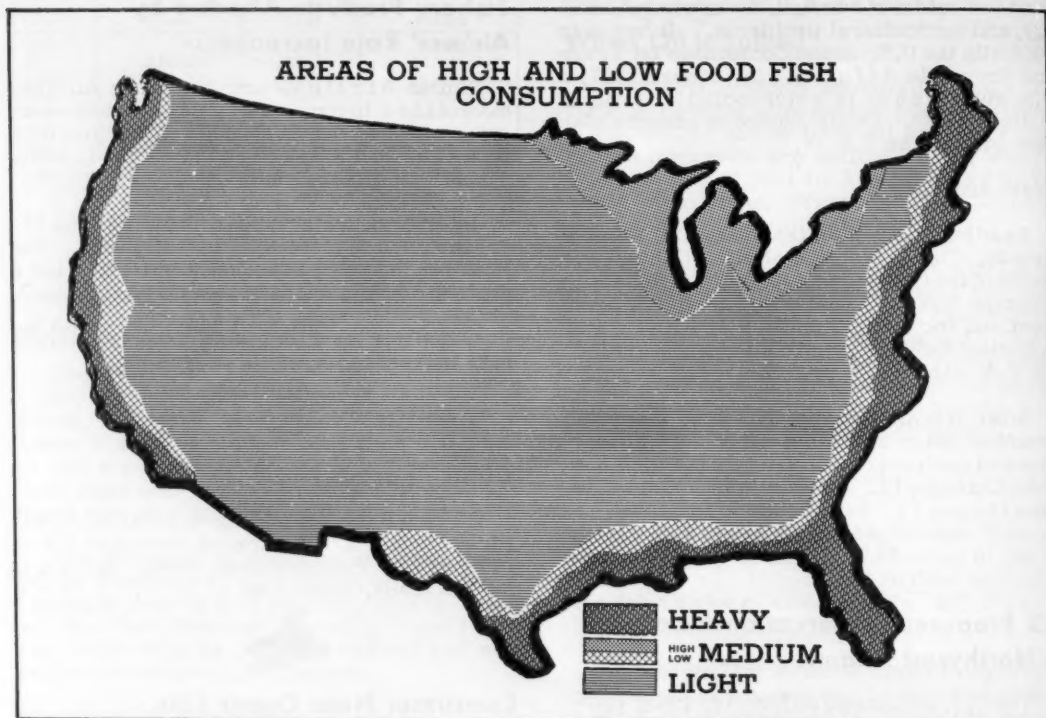 AREAS OF HIGH AND LOW FOOD FISH
CONSUMPTION
HEAVY
HIGH
LOW MEDIUM
LIGHT